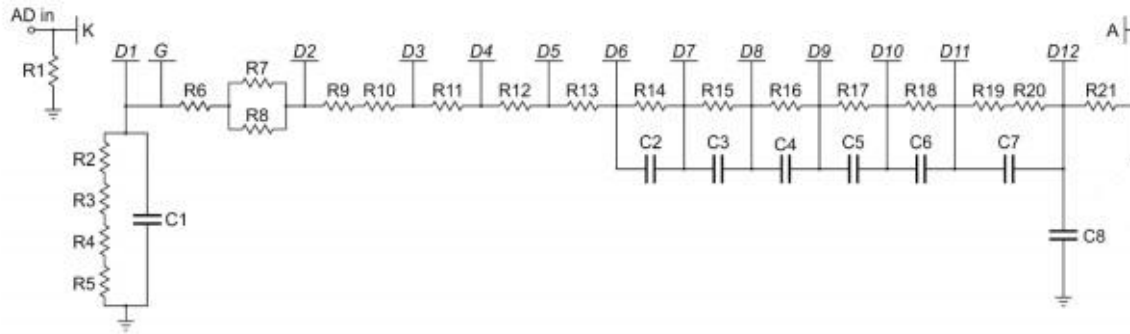 AD in
K
A
D1 G D2 D3 D4 D5 D6 D7 D8 D9 D10 D11 D12
R1
R6 R7 R9 R10 R11 R12 R13 R14 R15 R16 R17 R18 R19 R20 R21
R8
C2 C3 C4 C5 C6 C7
R2
R3
C1
R4
C8
R5